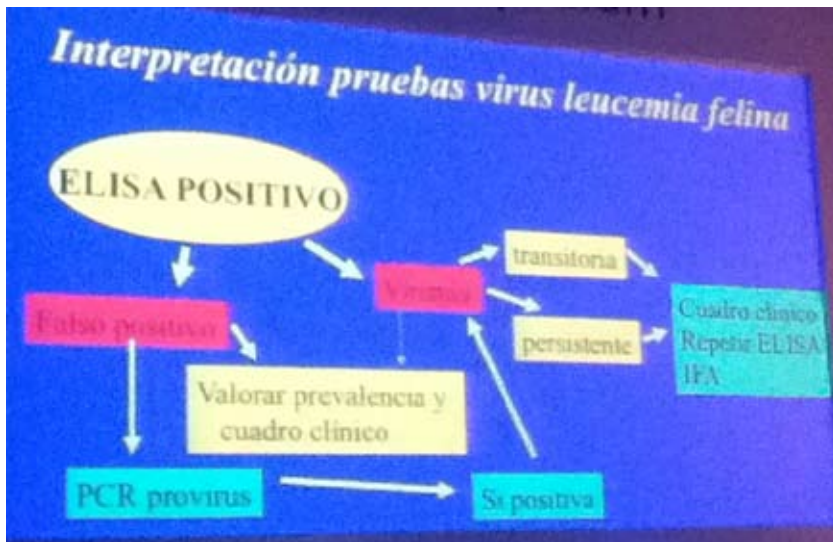 Interpretación pruebas virus leucemia felina
ELISA POSITIVO
transitoria
Viremia
Cuadro clínico
Repetir ELISA
IFA
Falso positivo
persistente
Valorar prevalencia y
cuadro clínico
PCR provirus
Si positiva